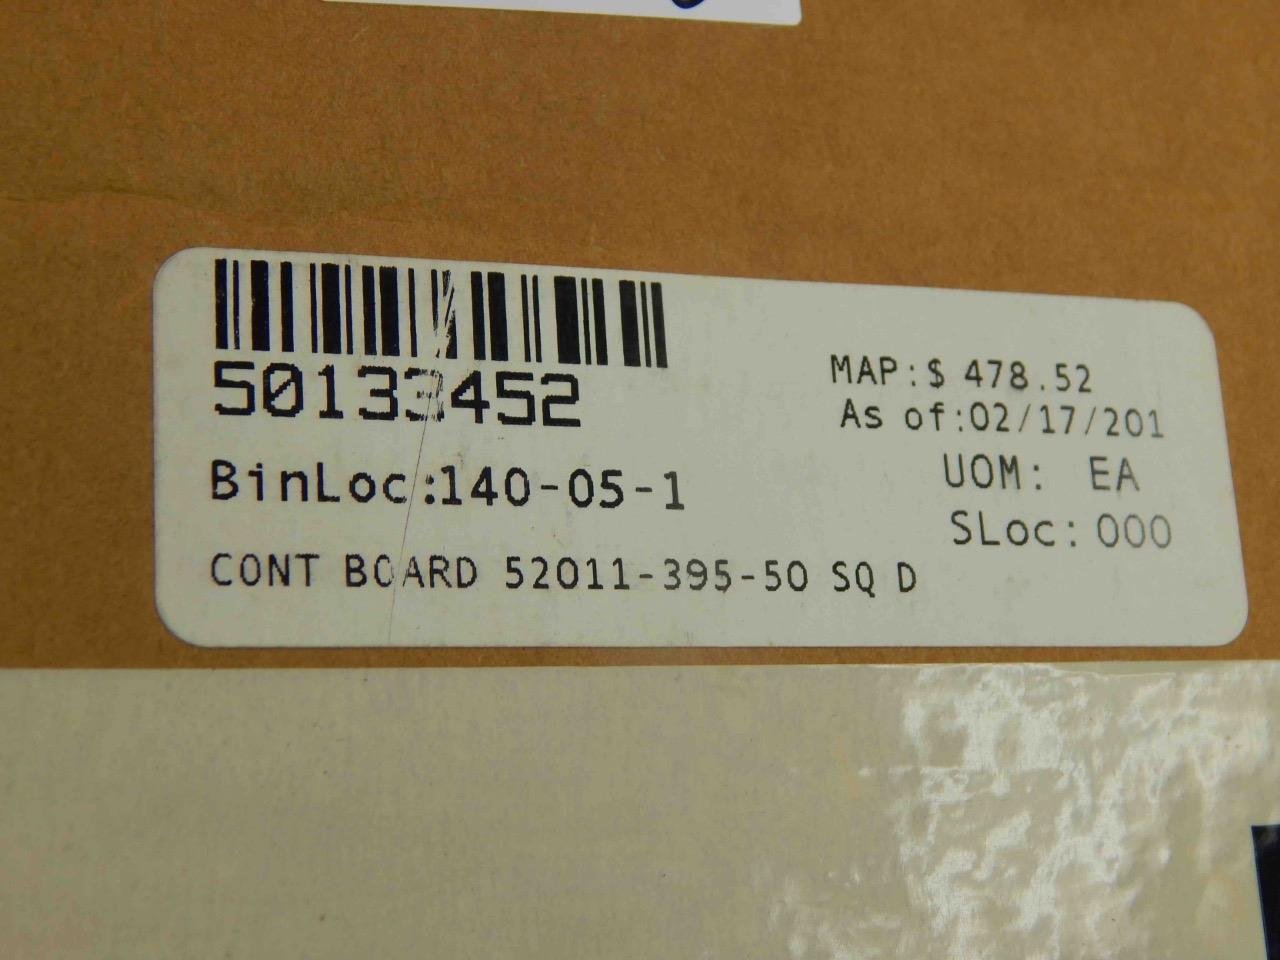 50133452
MAP:$ 478.52
As of:02/17/201
BinLoc:140-05-1
UOM: EA
SLoc:000
CONT BOARD 52011-395-50 SQ D